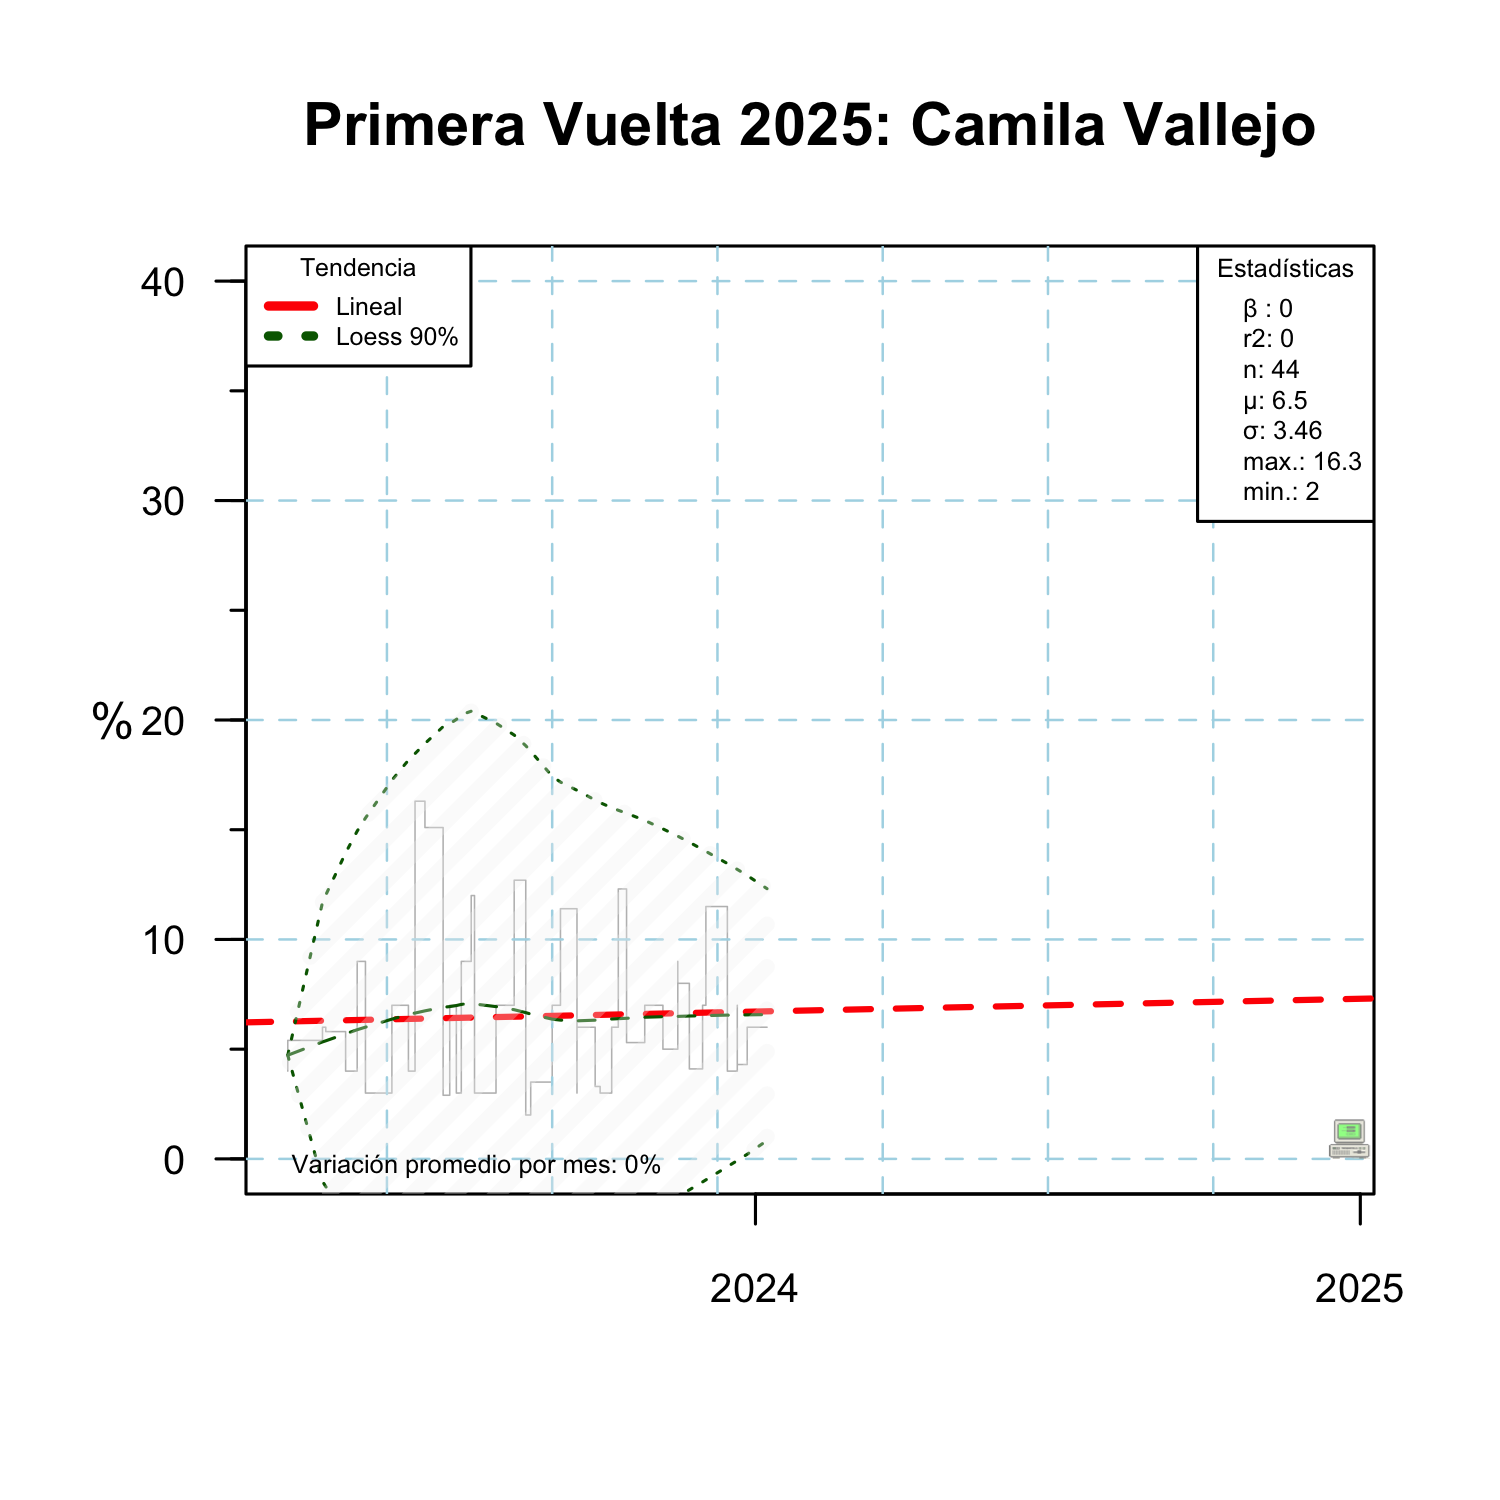 Primera Vuelta 2025: Camila Vallejo
Tendencia
Lineal
Loess 90%
Estadísticas
β : 0
r2: 0
n: 44
μ: 6.5
σ: 3.46
max.: 16.3
min.: 2
40
30
%
20
10
0
Variación promedio por mes: 0%
2024
2025